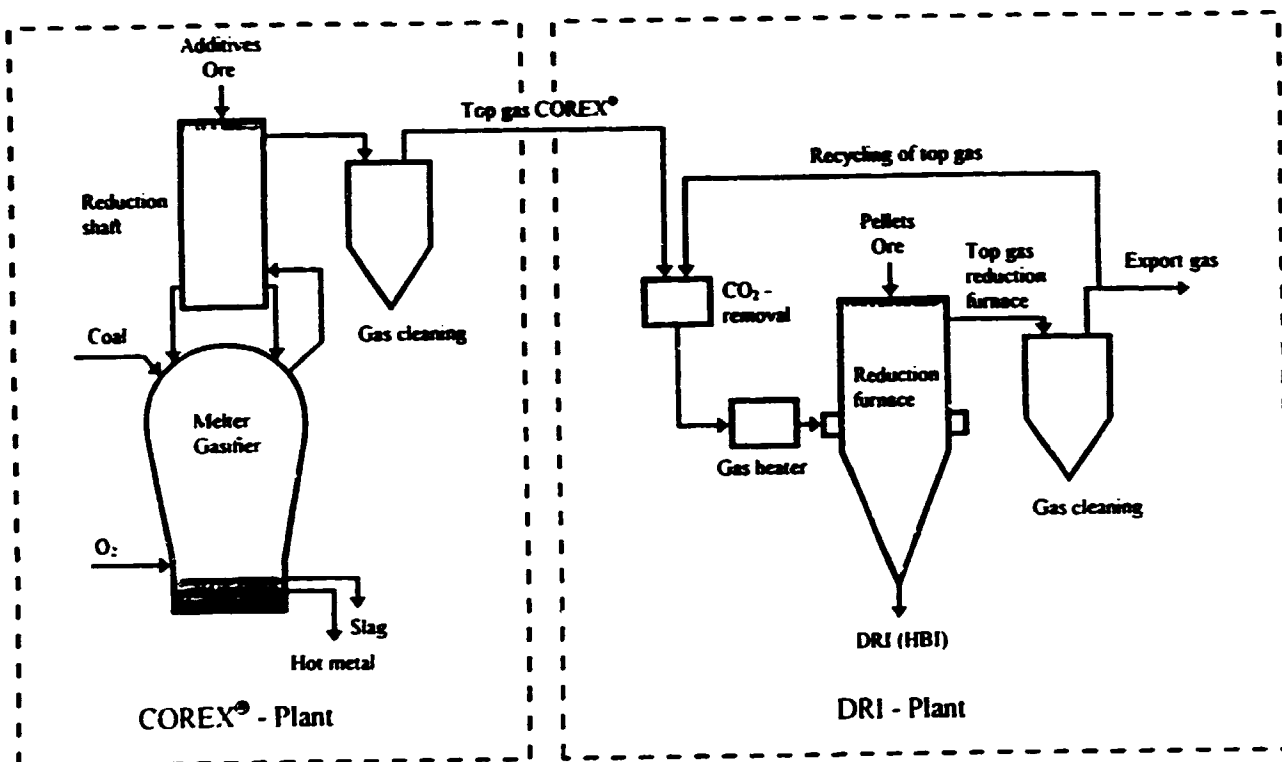 Additives
Ore
Top gas COREX®
Recycling of top gas
Reduction
shaft
Pellets
Ore
Top gas
reduction
furnace
Export gas
CO₂ -
removal
Gas cleaning
Coal
Reduction
furnace
Melter
Gasifier
Gas heater
Gas cleaning
O₂
Slag
Hot metal
DRI (HBI)
COREX® - Plant
DRI - Plant